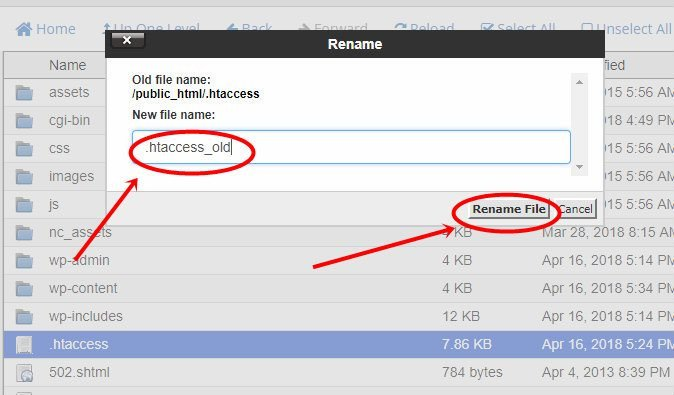 Home Up One Level Back Forward Reload Select All Unselect All
Rename
Name fied
Old file name:
/public_html/.htaccess
New file name:
.htaccess_old
Rename File Cancel
assets 015 5:56 AM
cgi-bin 018 4:49 PM
css 015 5:56 AM
images 015 5:56 AM
js 015 5:56 AM
nc_assets KB Mar 28, 2018 8:15 AM
wp-admin 4 KB Apr 16, 2018 5:14 PM
wp-content 4 KB Apr 16, 2018 5:34 PM
wp-includes 12 KB Apr 16, 2018 5:14 PM
.htaccess 7.86 KB Apr 16, 2018 5:24 PM
502.shtml 784 bytes Apr 4, 2013 8:39 PM